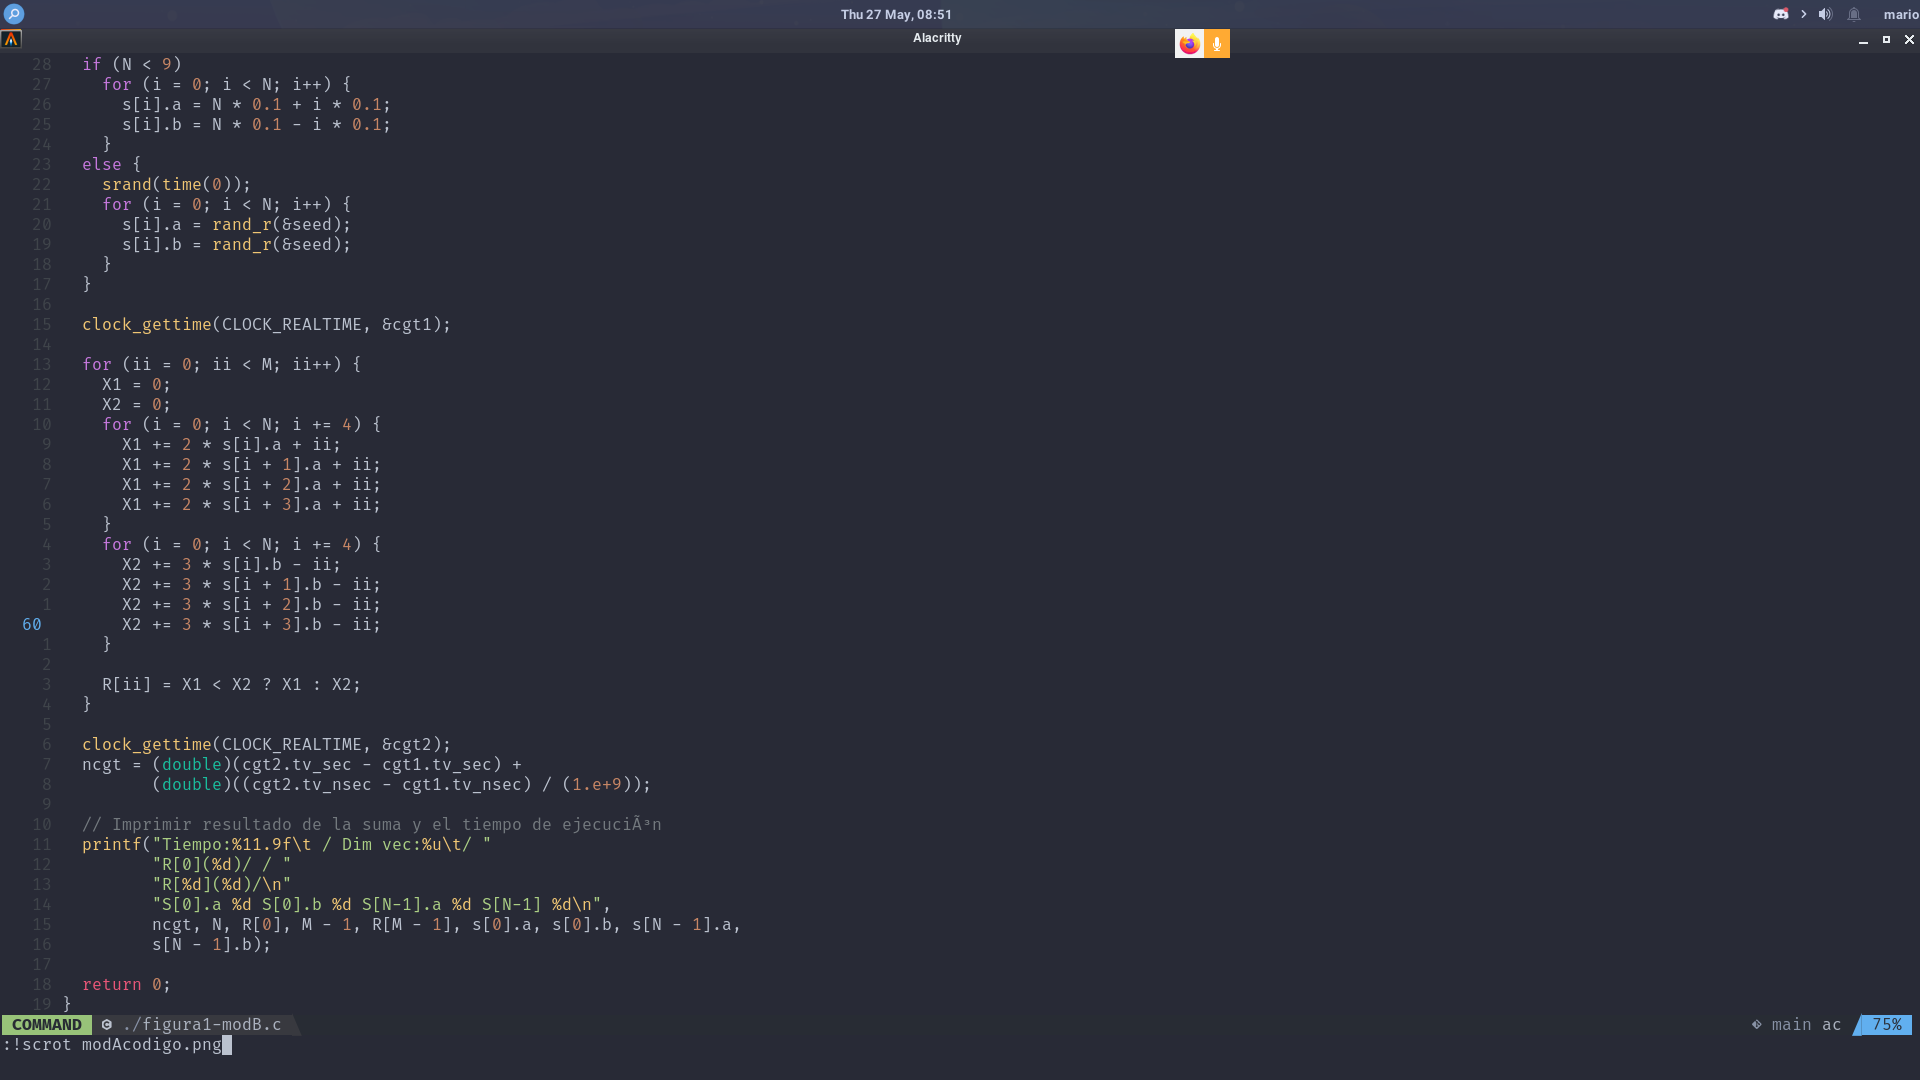 Thu 27 May, 08:51
mario
Alacritty
28 if (N < 9)
27 for (i = 0; i < N; i++) {
26 s[i].a = N * 0.1 + i * 0.1;
25 s[i].b = N * 0.1 - i * 0.1;
24 }
23 else {
22 srand(time(0));
21 for (i = 0; i < N; i++) {
20 s[i].a = rand_r(&seed);
19 s[i].b = rand_r(&seed);
18 }
17 }
16
15 clock_gettime(CLOCK_REALTIME, &cgt1);
14
13 for (ii = 0; ii < M; ii++) {
12 X1 = 0;
11 X2 = 0;
10 for (i = 0; i < N; i += 4) {
9 X1 += 2 * s[i].a + ii;
8 X1 += 2 * s[i + 1].a + ii;
7 X1 += 2 * s[i + 2].a + ii;
6 X1 += 2 * s[i + 3].a + ii;
5 }
4 for (i = 0; i < N; i += 4) {
3 X2 += 3 * s[i].b - ii;
2 X2 += 3 * s[i + 1].b - ii;
1 X2 += 3 * s[i + 2].b - ii;
60 X2 += 3 * s[i + 3].b - ii;
1 }
2
3 R[ii] = X1 < X2 ? X1 : X2;
4 }
5
6 clock_gettime(CLOCK_REALTIME, &cgt2);
7 ncgt = (double)(cgt2.tv_sec - cgt1.tv_sec) +
8 (double)((cgt2.tv_nsec - cgt1.tv_nsec) / (1.e+9));
9
10 // Imprimir resultado de la suma y el tiempo de ejecuciÃ³n
11 printf("Tiempo:%11.9f\t / Dim vec:%u\t/ "
12 "R[0](%d)/ / "
13 "R[%d](%d)/\n"
14 "S[0].a %d S[0].b %d S[N-1].a %d S[N-1] %d\n",
15 ncgt, N, R[0], M - 1, R[M - 1], s[0].a, s[0].b, s[N - 1].a,
16 s[N - 1].b);
17
18 return 0;
19 }
COMMAND ./figura1-modB.c main ac 75%
:!scrot modAcodigo.png